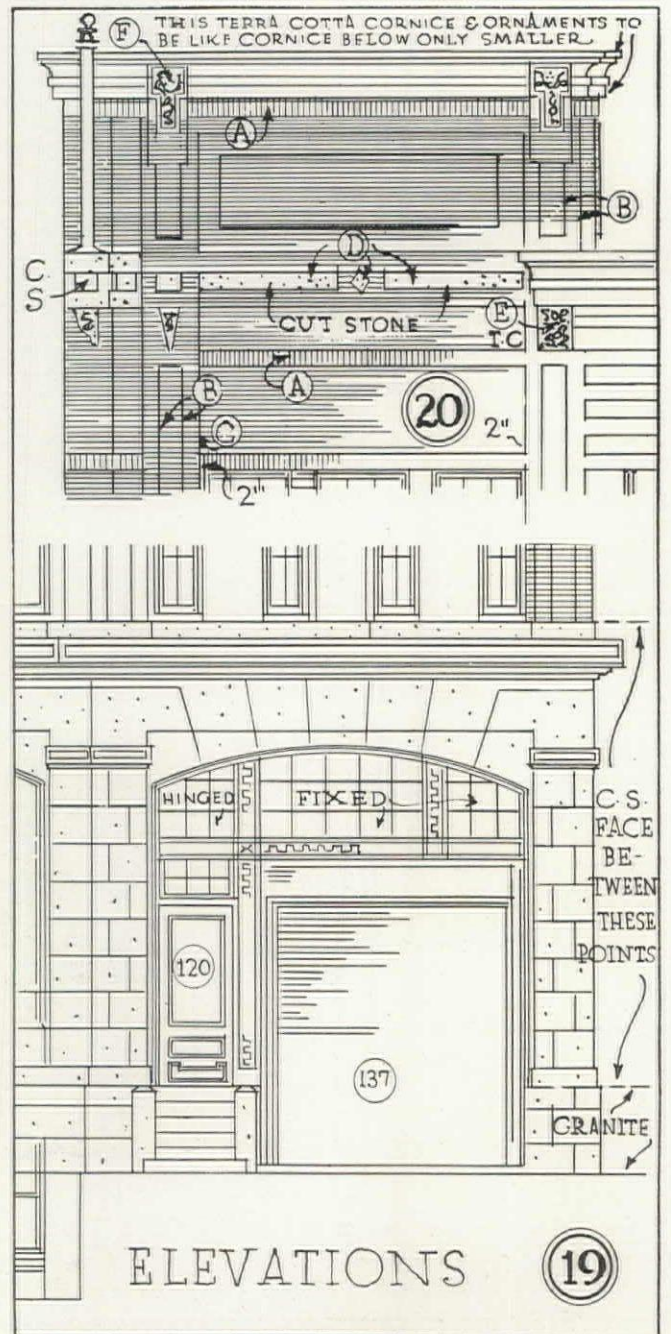 THIS TERRA COTTA CORNICE & ORNAMENTS TO
BE LIKE CORNICE BELOW ONLY SMALLER
F
A
B
D
C.
S
CUT STONE
E
T.C
B
A
20
2"
C
2"
HINGED
FIXED
C.S.
FACE
BE-
TWEEN
THESE
POINTS
120
137
GRANITE
ELEVATIONS
19